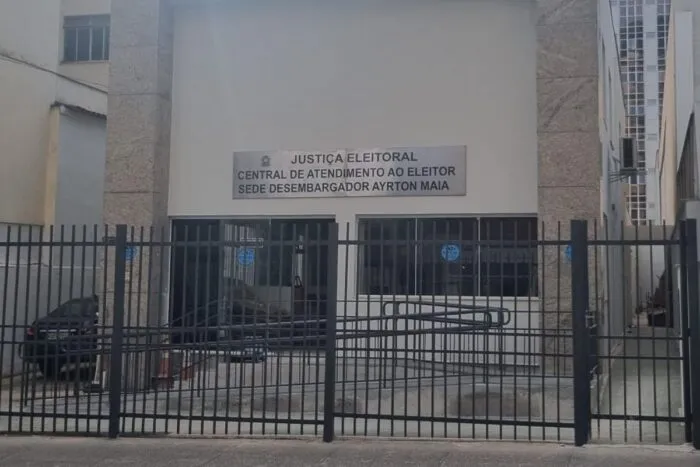 JUSTIÇA ELEITORAL
CENTRAL DE ATENDIMENTO AO ELEITOR
SEDE DESEMBARGADOR AYRTON MAIA